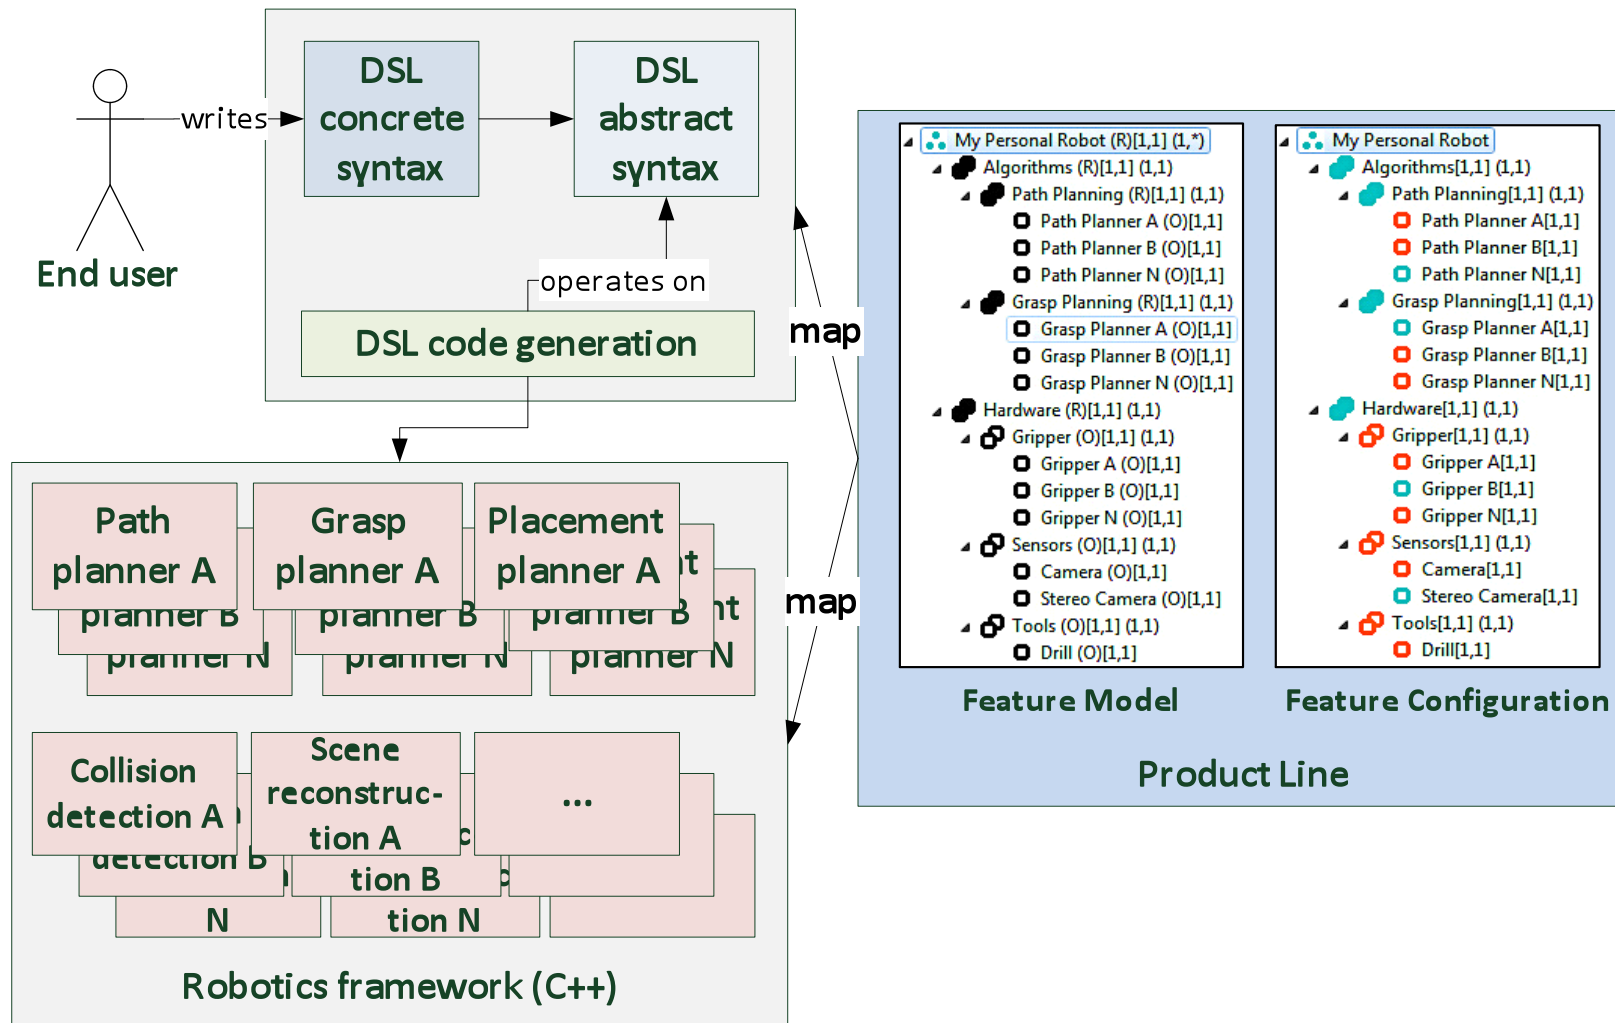 DSL
concrete
syntax
DSL
abstract
syntax
writes
End user
operates on
DSL code generation
map
map
Path
planner A
planner B
planner N
Grasp
planner A
planner B
planner N
Placement
planner A
nt
planner B
nt
planner N
Collision
detection A
detection B
N
Scene
reconstruc-
tion A
tion B
tion N
...
Robotics framework (C++)
My Personal Robot (R)[1,1] (1,*)
Algorithms (R)[1,1] (1,1)
Path Planning (R)[1,1] (1,1)
Path Planner A (O)[1,1]
Path Planner B (O)[1,1]
Path Planner N (O)[1,1]
Grasp Planning (R)[1,1] (1,1)
Grasp Planner A (O)[1,1]
Grasp Planner B (O)[1,1]
Grasp Planner N (O)[1,1]
Hardware (R)[1,1] (1,1)
Gripper (O)[1,1] (1,1)
Gripper A (O)[1,1]
Gripper B (O)[1,1]
Gripper N (O)[1,1]
Sensors (O)[1,1] (1,1)
Camera (O)[1,1]
Stereo Camera (O)[1,1]
Tools (O)[1,1] (1,1)
Drill (O)[1,1]
Feature Model
My Personal Robot
Algorithms[1,1] (1,1)
Path Planning[1,1] (1,1)
Path Planner A[1,1]
Path Planner B[1,1]
Path Planner N[1,1]
Grasp Planning[1,1] (1,1)
Grasp Planner A[1,1]
Grasp Planner B[1,1]
Grasp Planner N[1,1]
Hardware[1,1] (1,1)
Gripper[1,1] (1,1)
Gripper A[1,1]
Gripper B[1,1]
Gripper N[1,1]
Sensors[1,1] (1,1)
Camera[1,1]
Stereo Camera[1,1]
Tools[1,1] (1,1)
Drill[1,1]
Feature Configuration
Product Line